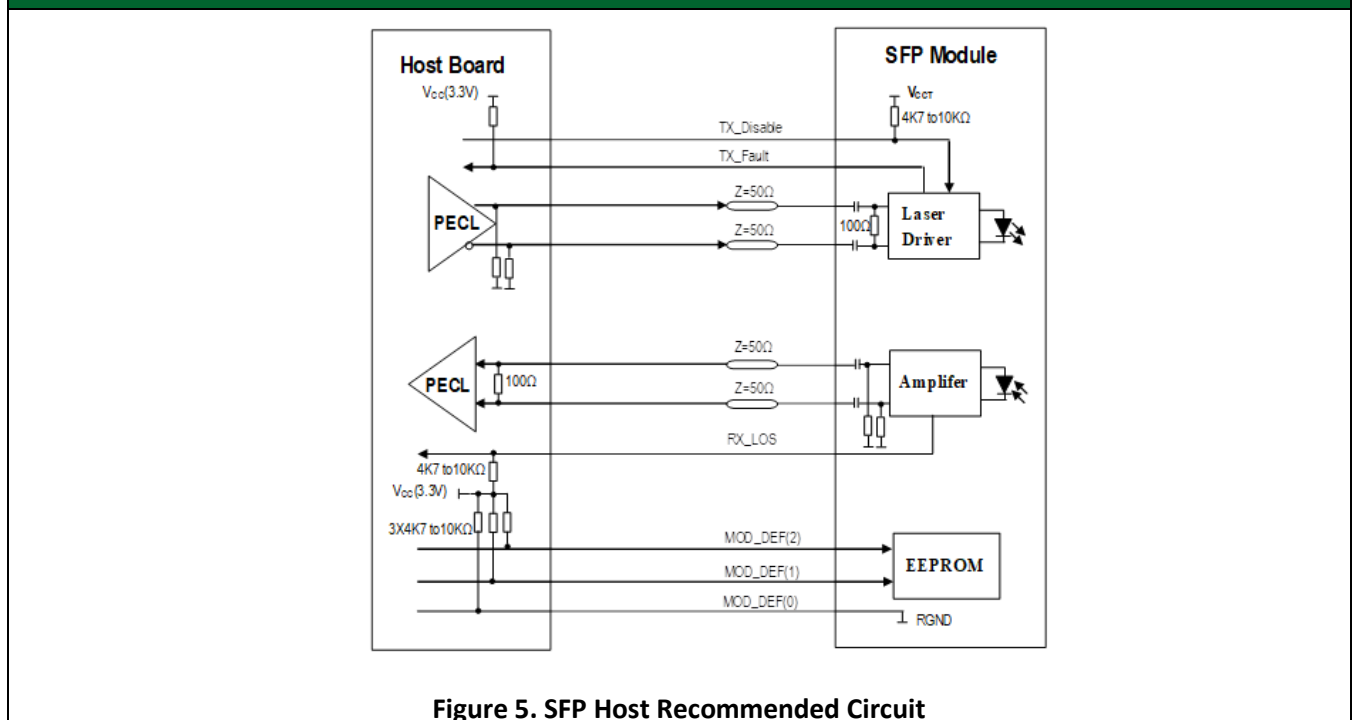 Host Board
SFP Module
Vcc(3.3V)
VCCT
4K7 to10KΩ
TX_Disable
TX_Fault
Z=50Ω
PECL
100Ω
Laser
Driver
Z=50Ω
Z=50Ω
PECL
100Ω
Z=50Ω
Amplifer
RX_LOS
4K7 to10KΩ
Vcc(3.3V)
3X4K7 to10KΩ
MOD_DEF(2)
EEPROM
MOD_DEF(1)
MOD_DEF(0)
RGND
Figure 5. SFP Host Recommended Circuit